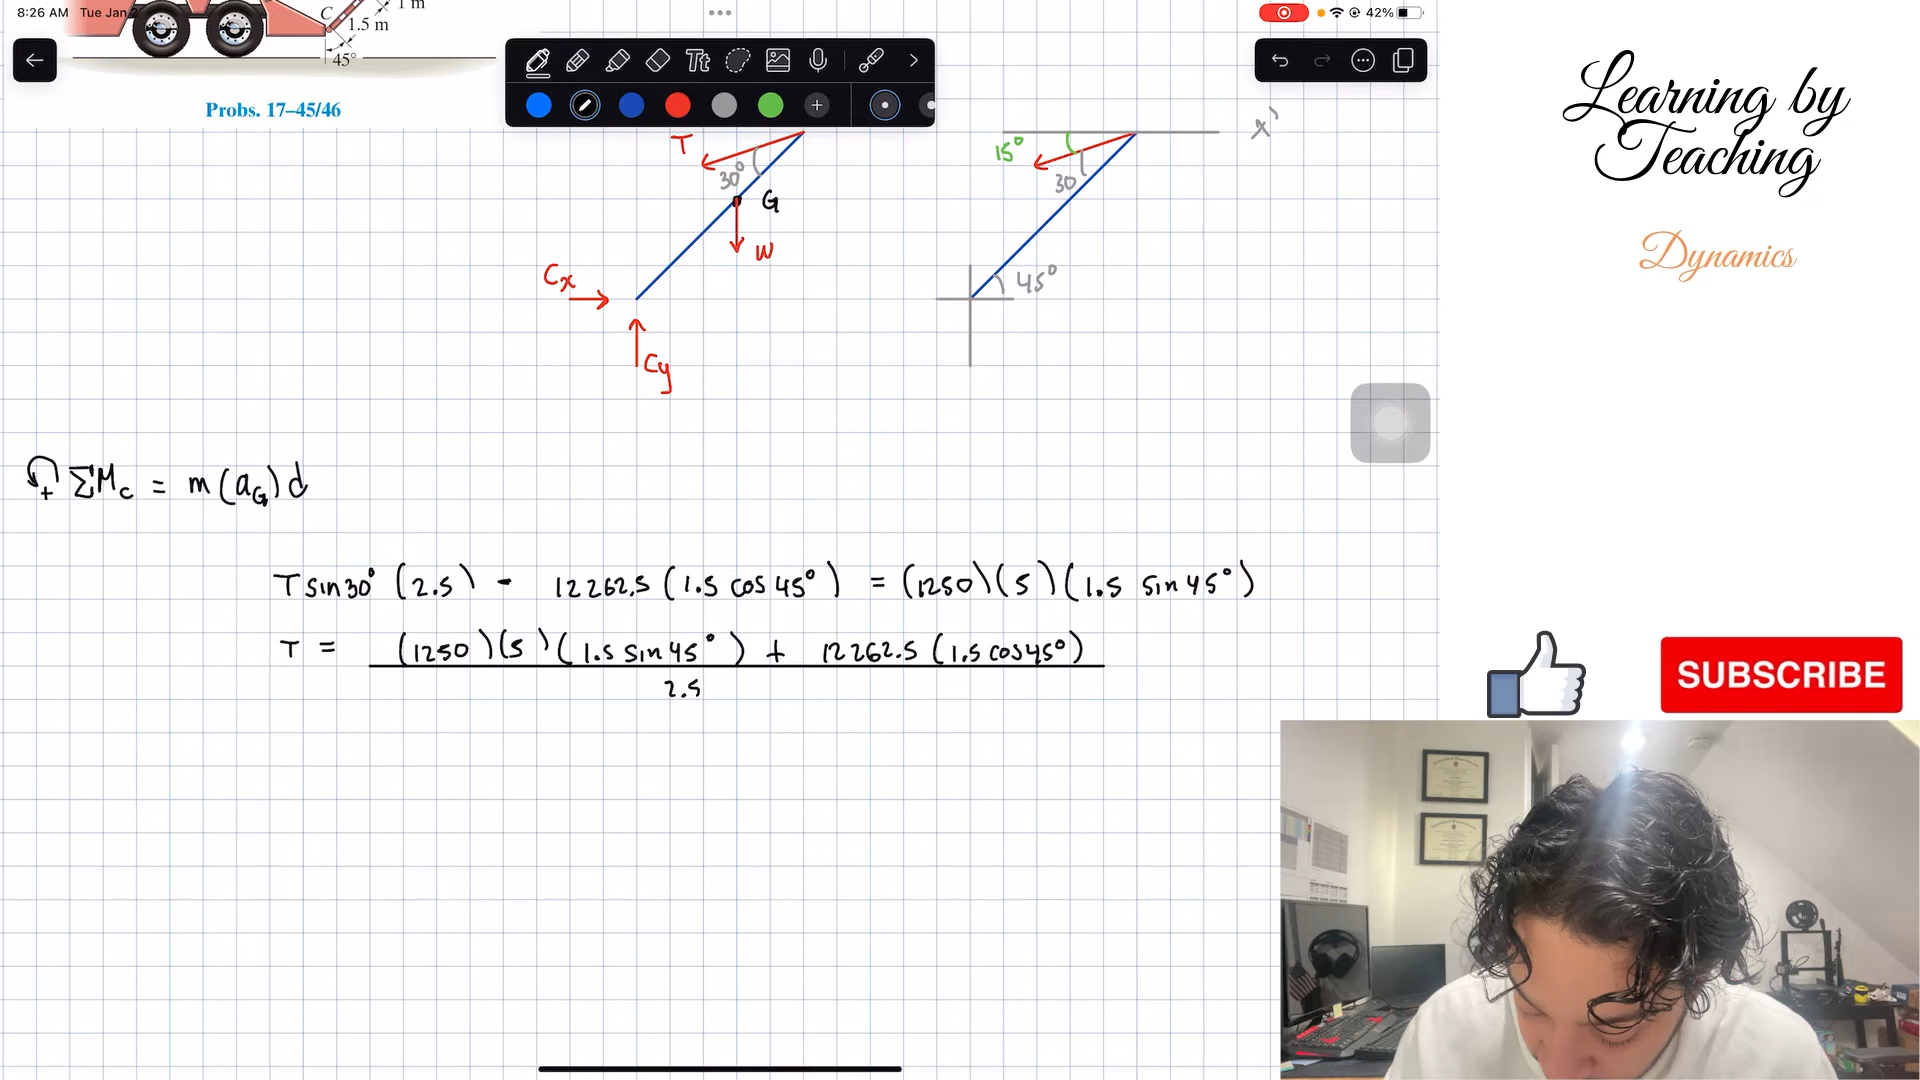 8:26 AM Tue Jan
42%
C
1 m
1.5 m
45°
Probs. 17–45/46
Tt
T
30°
G
W
Cx
Cy
15°
30
45°
x'
ΣMc = m(aG)d
+
Tsin30° (2.5) - 12262.5 (1.5 cos 45°) = (1250)(5)(1.5 sin 45°)
T = (1250)(5)(1.5 sin 45°) + 12262.5 (1.5 cos 45°)
2.5
Learning by
Teaching
Dynamics
SUBSCRIBE